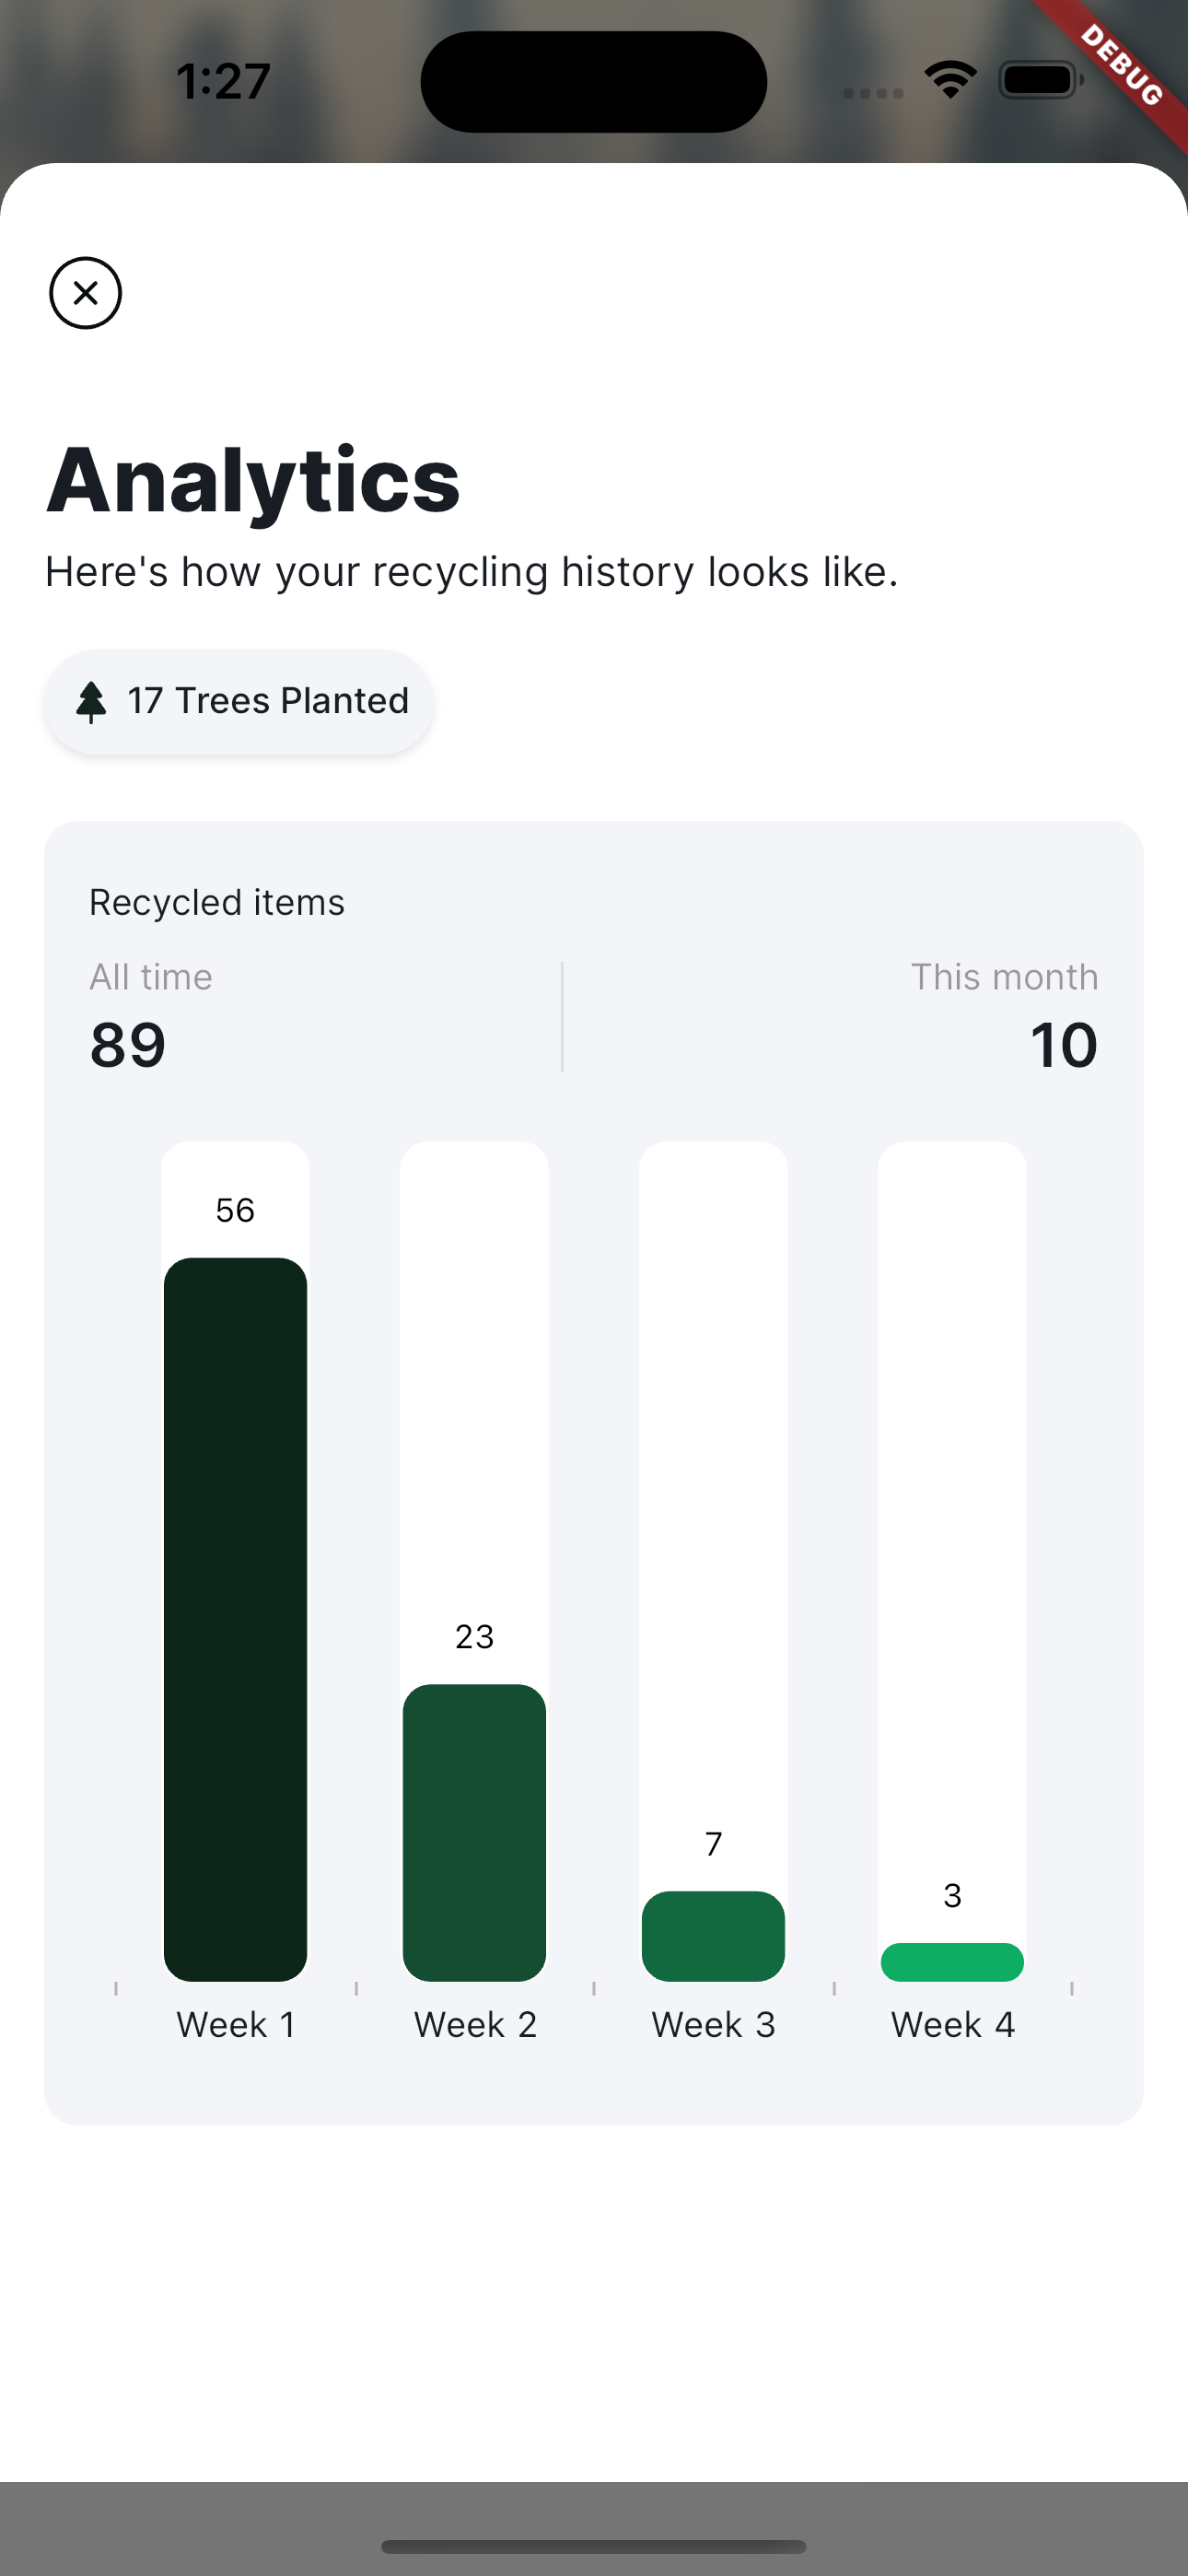 1:27
DEBUG
Analytics
Here's how your recycling history looks like.
17 Trees Planted
Recycled items
All time
This month
89
10
56
23
7
3
Week 1
Week 2
Week 3
Week 4